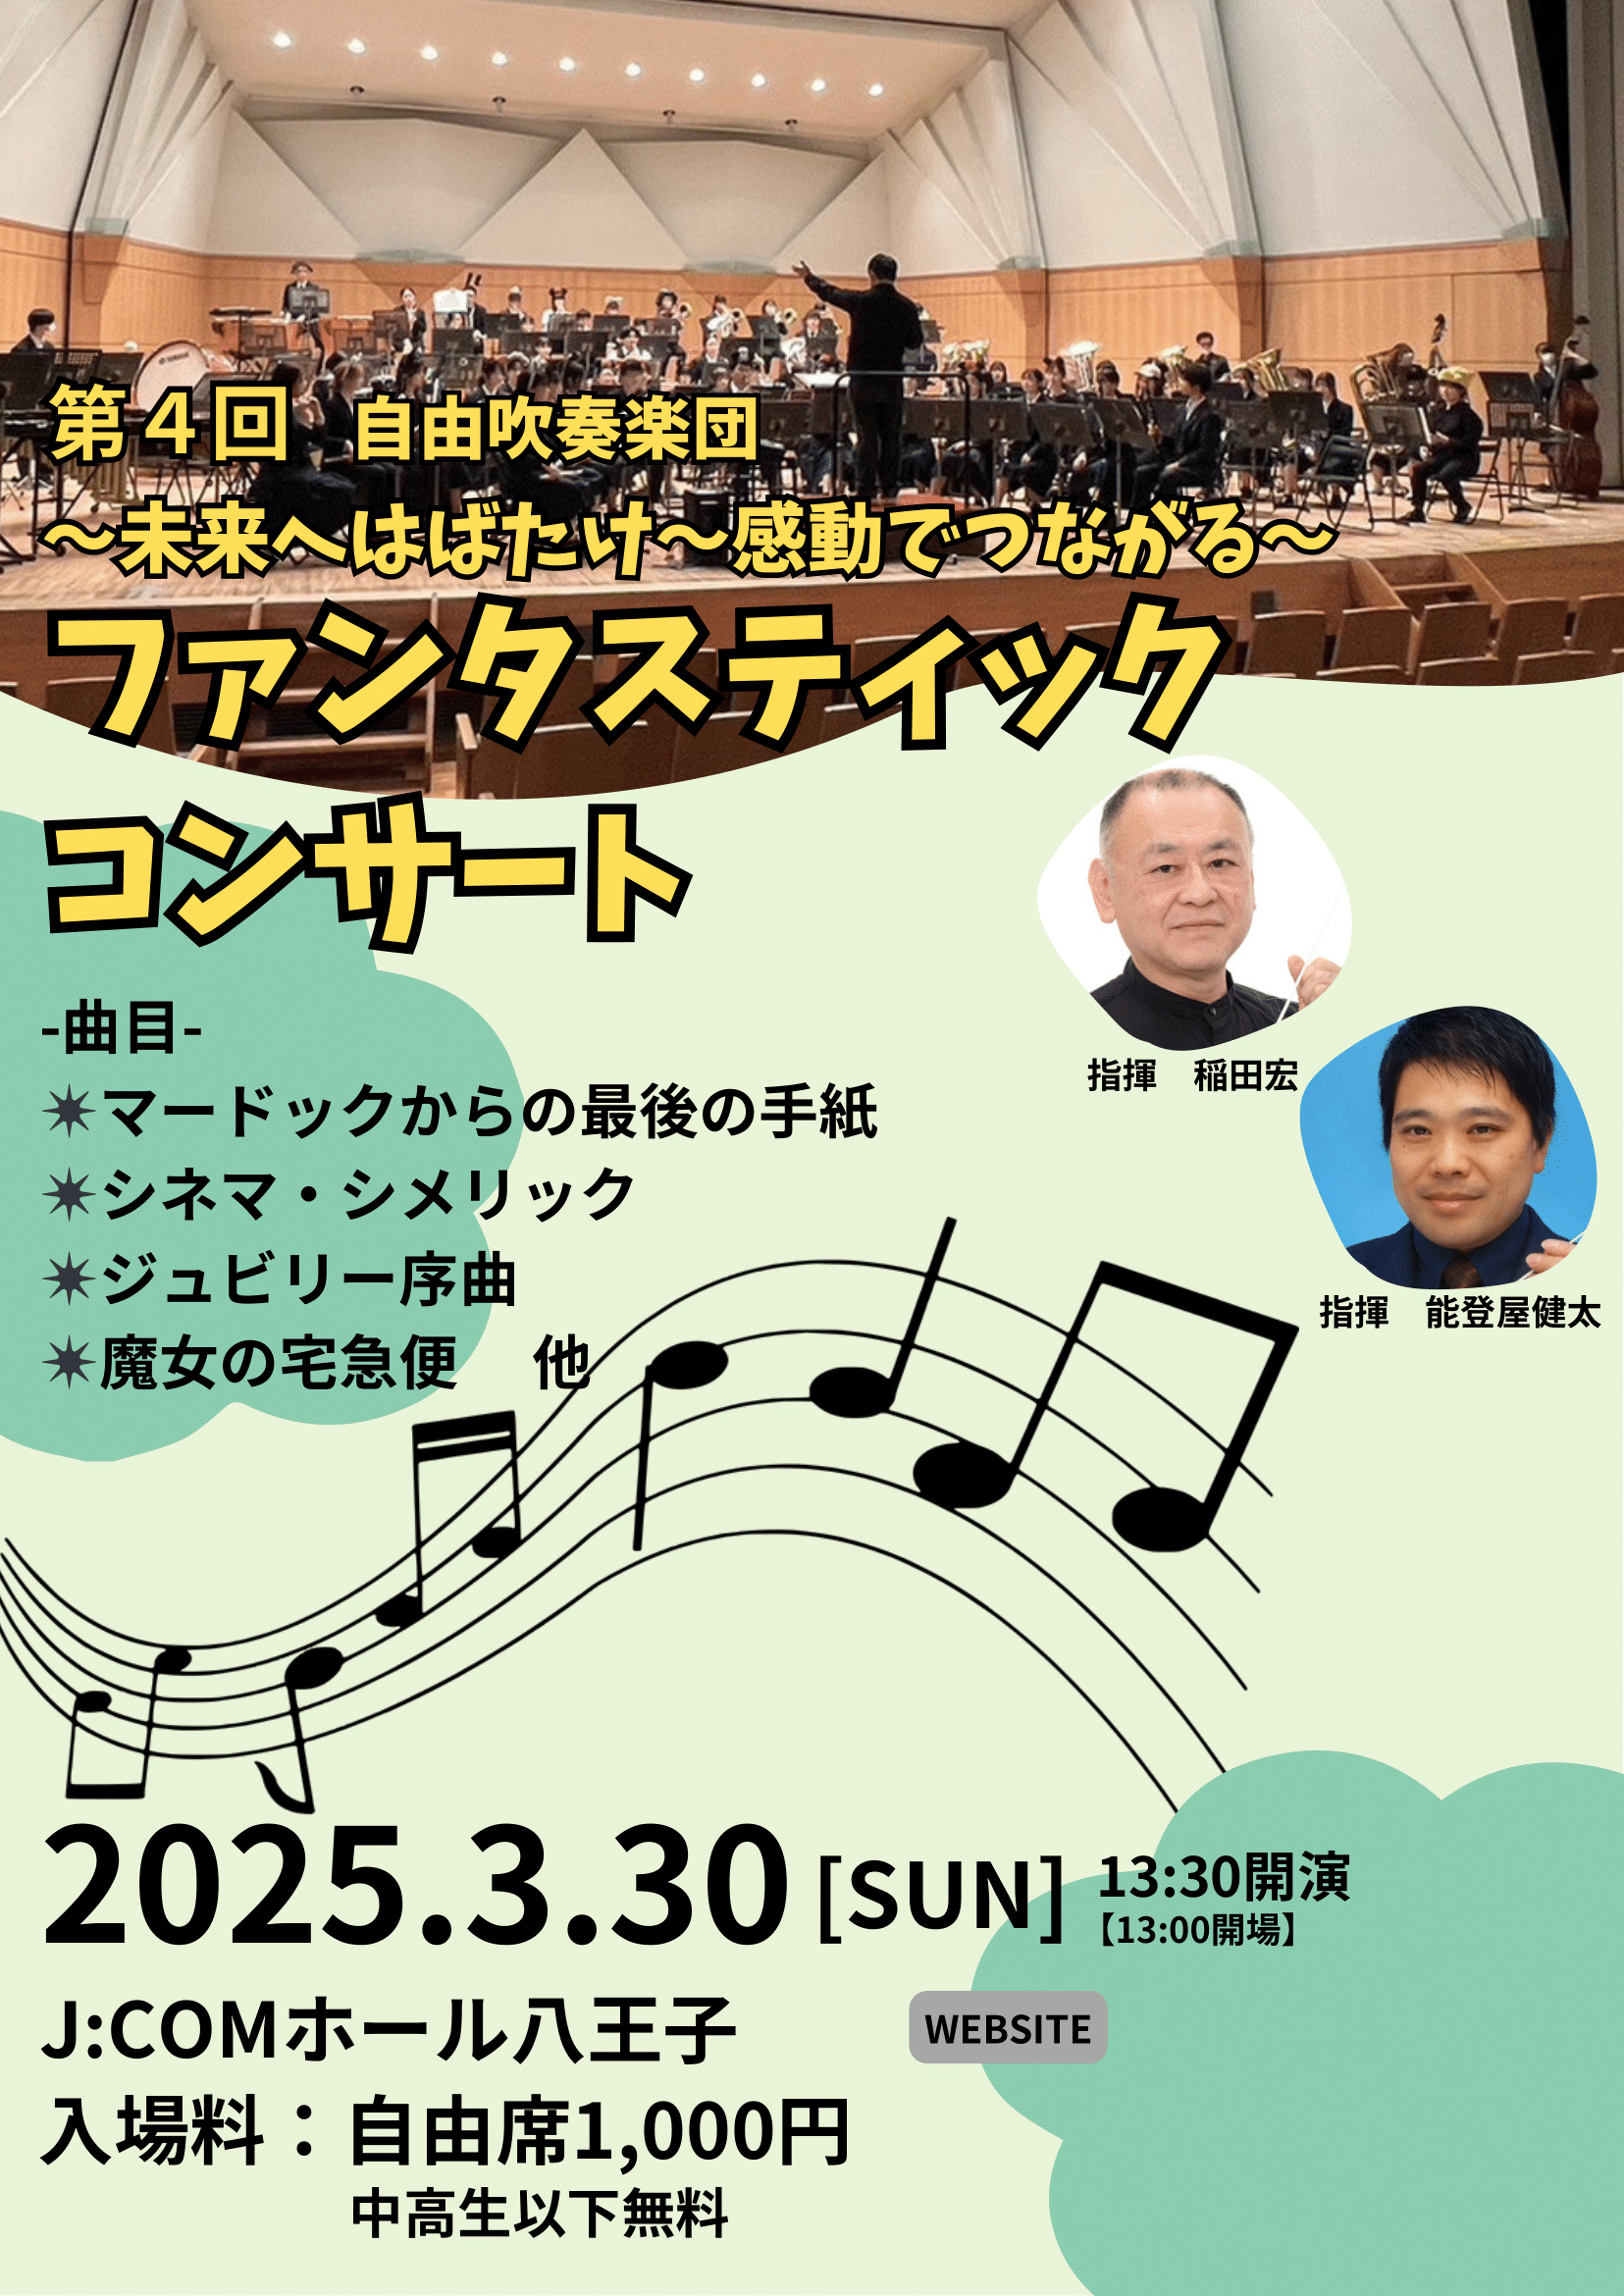 第４回　自由吹奏楽団
～未来へはばたけ～感動でつながる～
ファンタスティック
コンサート
指揮　稲田宏
指揮　能登屋健太
-曲目-
✴マードックからの最後の手紙
✴シネマ・シメリック
✴ジュビリー序曲
✴魔女の宅急便　他
2025.3.30 [SUN] 13:30開演
【13:00開場】
J:COMホール八王子
WEBSITE
入場料：自由席1,000円
中高生以下無料